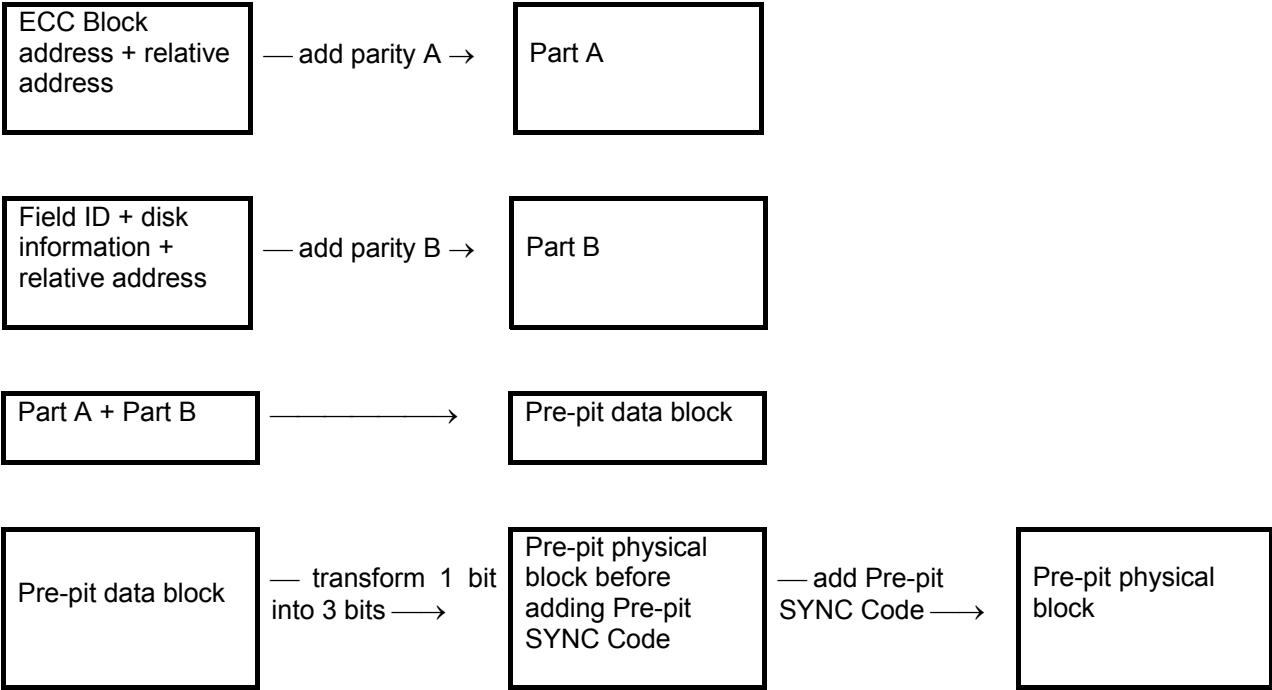 ECC Block
address + relative
address
— add parity A →
Part A
Field ID + disk
information +
relative address
— add parity B →
Part B
Part A + Part B
Pre-pit data block
Pre-pit data block
— transform 1 bit
into 3 bits ⟶
Pre-pit physical
block before
adding Pre-pit
SYNC Code
— add Pre-pit
SYNC Code ⟶
Pre-pit physical
block